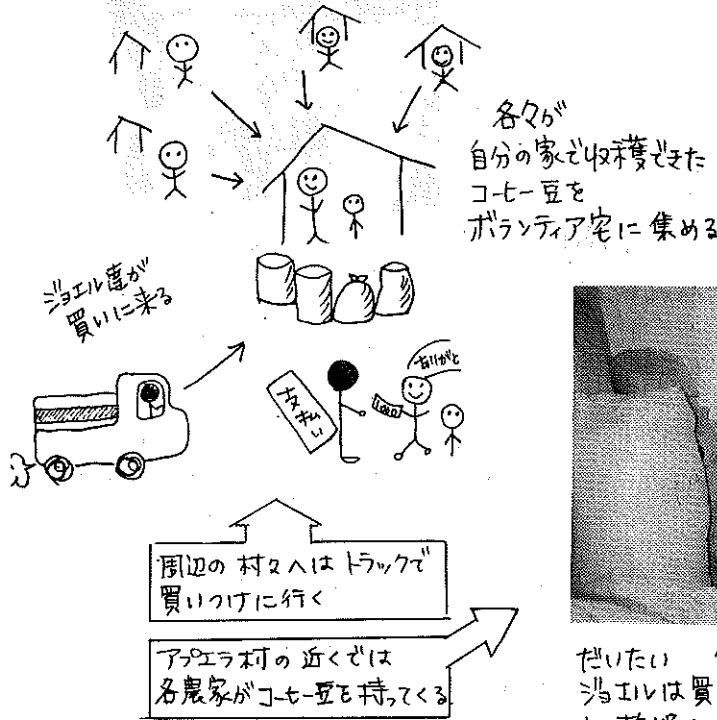 各々が
自分の家で収穫できた
コーヒー豆を
ボランティア宅に集める
ジョエル達が
買いに来る
支払い
ありがと
1000
周辺の村々へはトラックで
買いつけに行く
アプエラ村の近くでは
各農家がコーヒー豆を持ってくる
だいたい
ジョエルは買